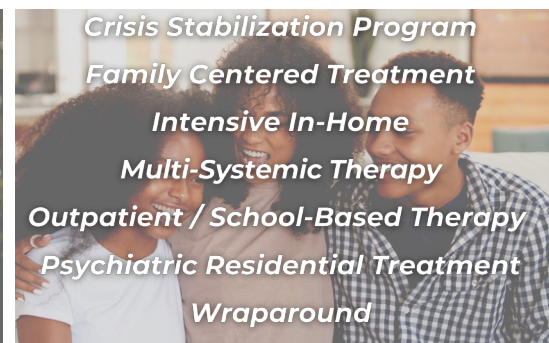 Crisis Stabilization Program
Family Centered Treatment
Intensive In-Home
Multi-Systemic Therapy
Outpatient / School-Based Therapy
Psychiatric Residential Treatment
Wraparound